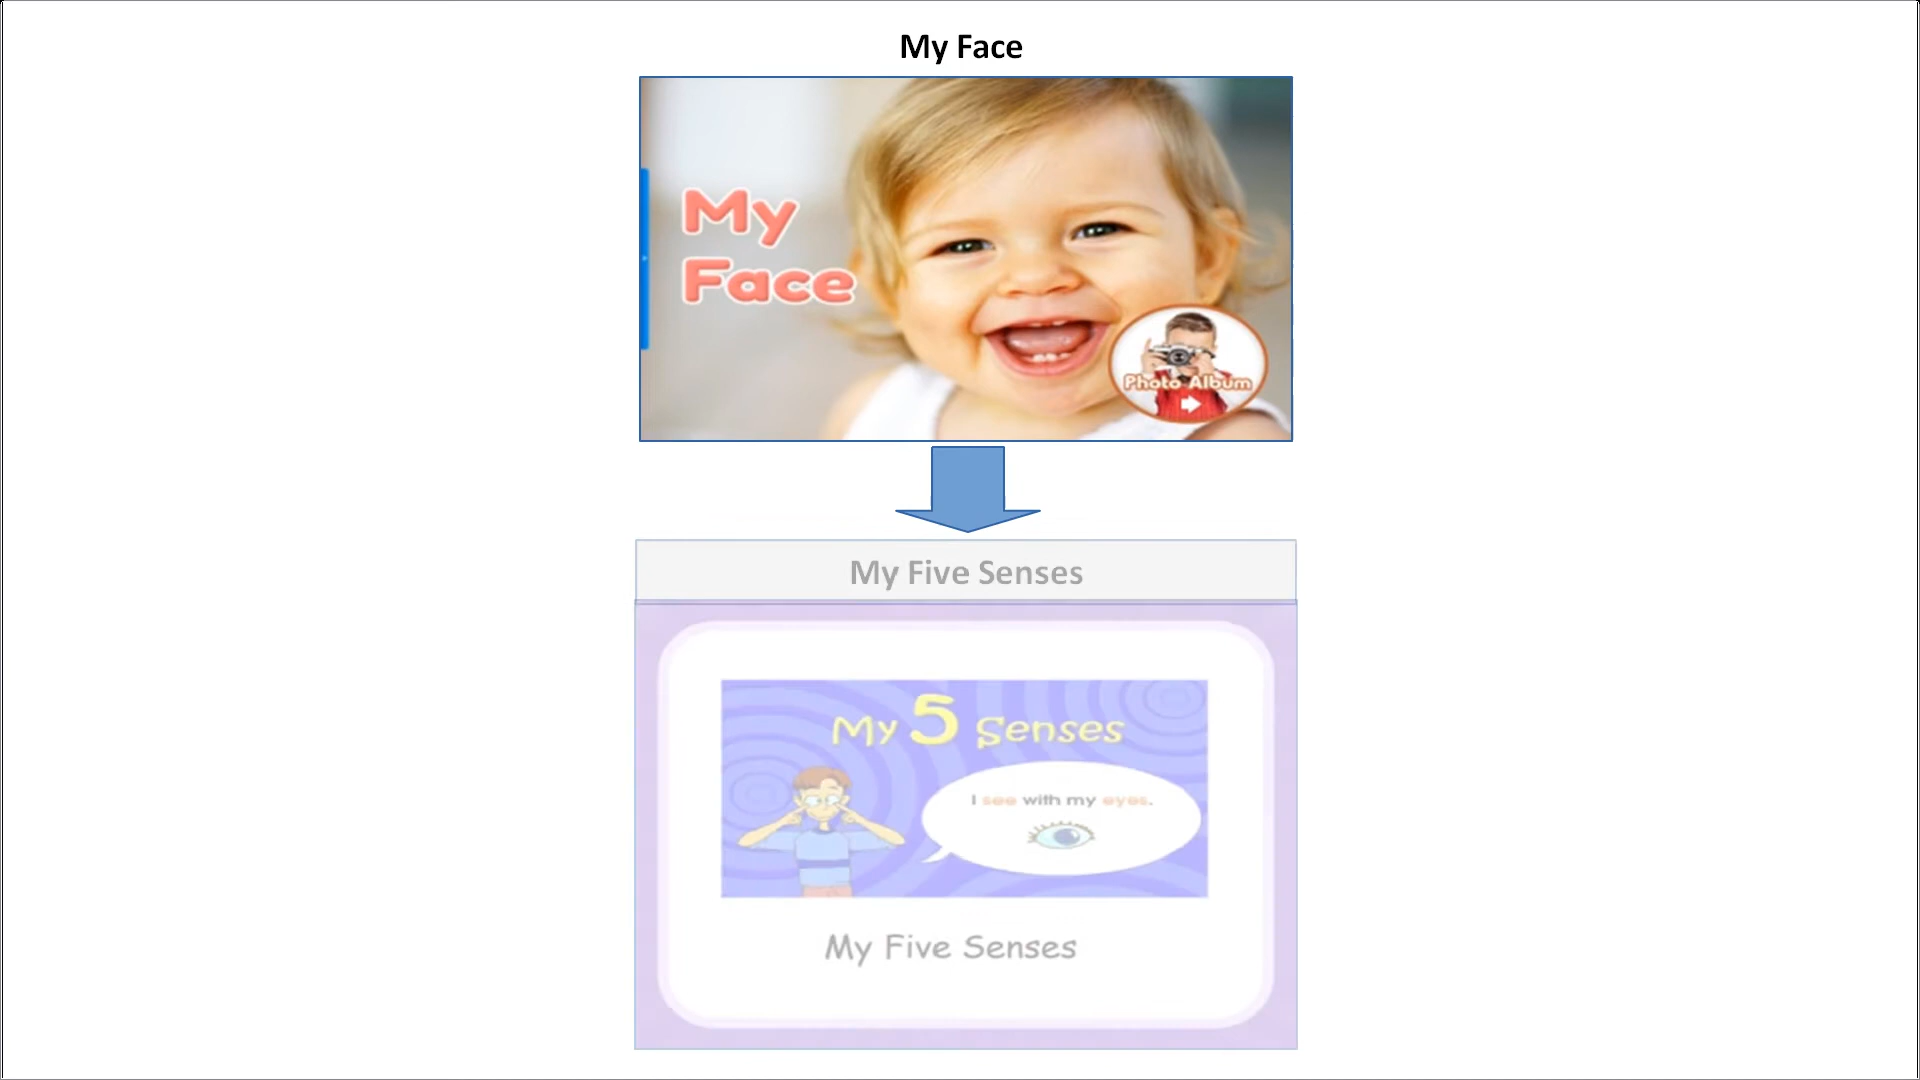 My Face
My
Face
Photo Album
My Five Senses
My 5 Senses
I see with my eyes.
My Five Senses